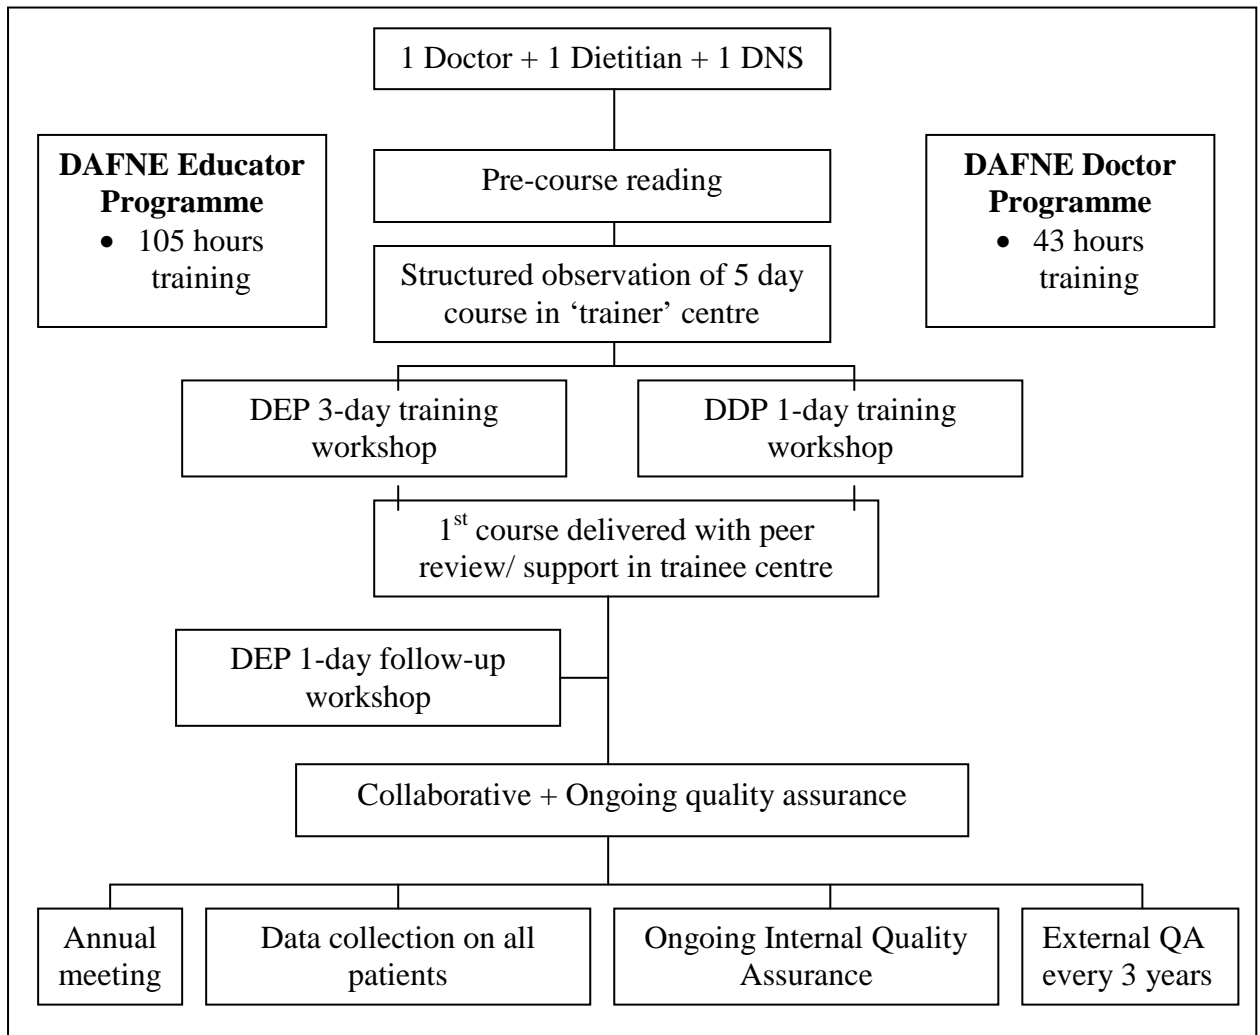 1 Doctor + 1 Dietitian + 1 DNS
DAFNE Educator
Programme
• 105 hours
training
Pre-course reading
DAFNE Doctor
Programme
• 43 hours
training
Structured observation of 5 day
course in ‘trainer’ centre
DEP 3-day training
workshop
DDP 1-day training
workshop
1st course delivered with peer
review/ support in trainee centre
DEP 1-day follow-up
workshop
Collaborative + Ongoing quality assurance
Annual
meeting
Data collection on all
patients
Ongoing Internal Quality
Assurance
External QA
every 3 years